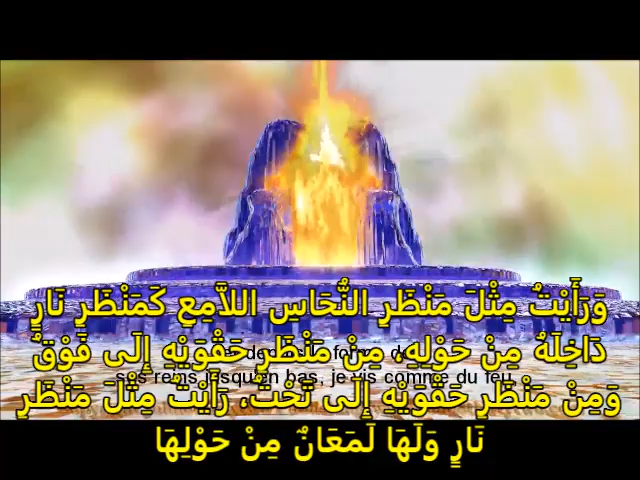 وَرَأَيْتُ مِثْلَ مَنْظَرِ النُّحَاسِ اللاَّمِعِ كَمَنْظَرِ نَارٍ
دَاخِلَهُ مِنْ حَوْلِهِ، مِنْ مَنْظَرِ حَقْوَيْهِ إِلَى فَوْقُ
ses reins jusqu'en bas, je vis comme du feu
وَمِنْ مَنْظَرِ حَقْوَيْهِ إِلَى تَحْتُ، رَأَيْتُ مِثْلَ مَنْظَرِ
نَارٍ وَلَهَا لَمَعَانٌ مِنْ حَوْلِهَا